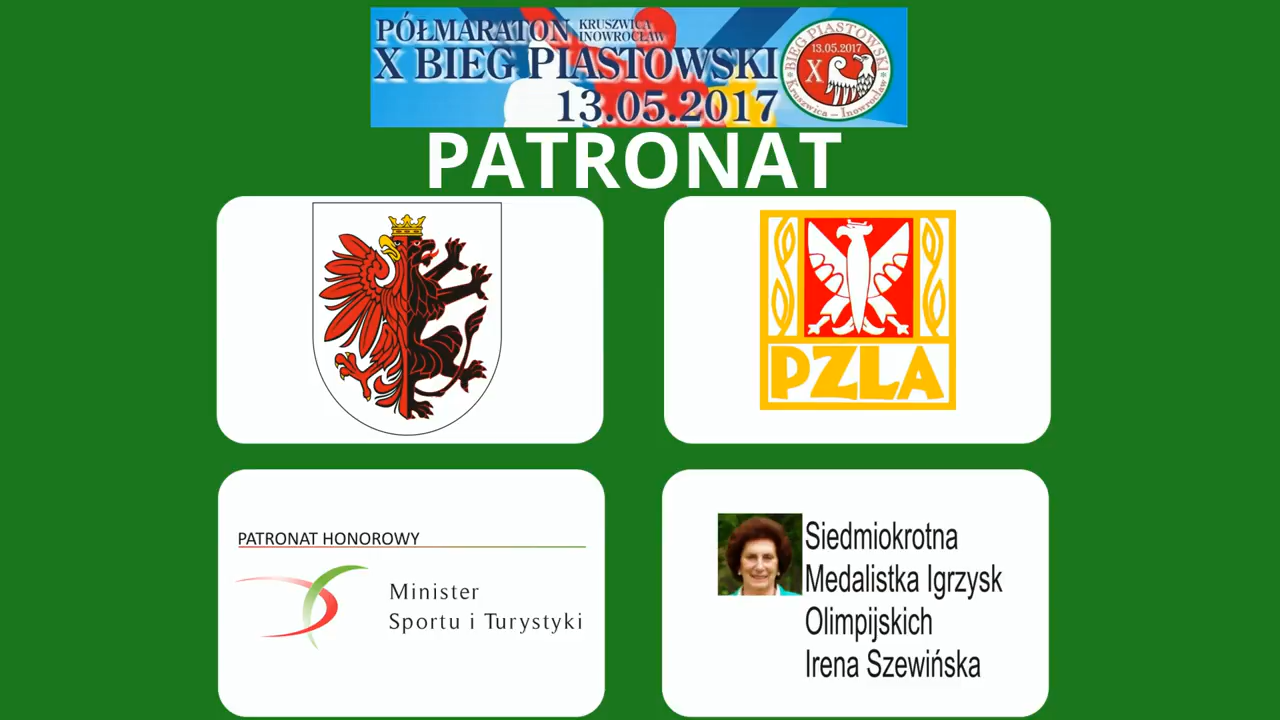 PÓŁMARATON KRUSZWICA
INOWROCŁAW
X BIEG PIASTOWSKI
13.05.2017
BIEG PIASTOWSKI
13.05.2017
X
Kruszwica – Inowrocław
PATRONAT
PZLA
PATRONAT HONOROWY
Minister
Sportu i Turystyki
Siedmiokrotna
Medalistka Igrzysk
Olimpijskich
Irena Szewińska